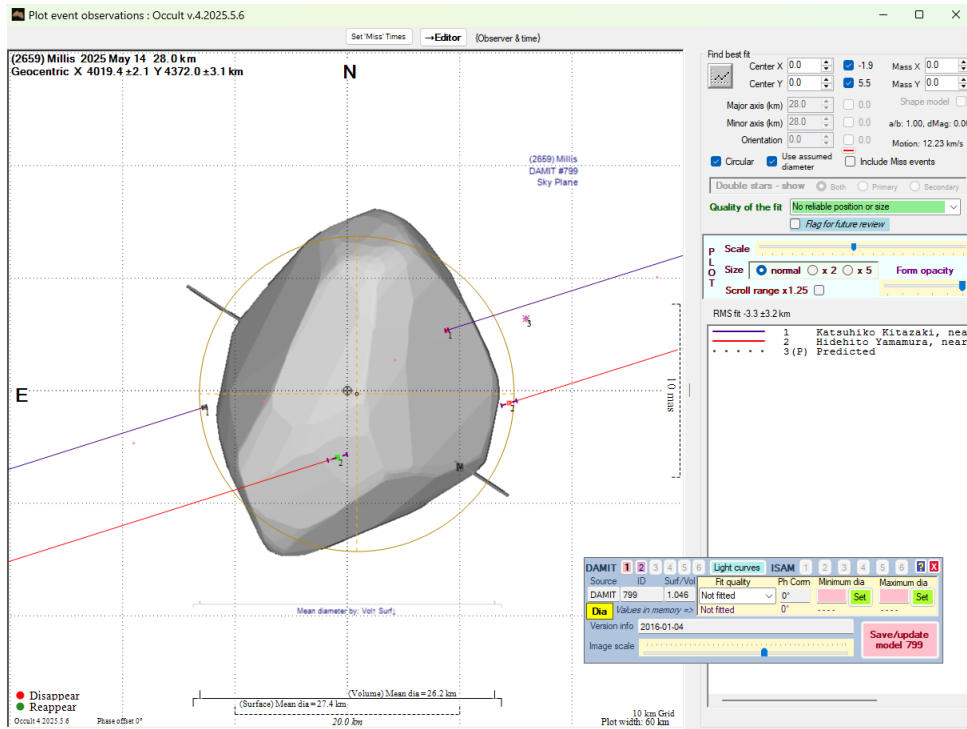 Plot event observations : Occult v.4.2025.5.6
Set 'Miss' Times
→Editor
{Observer & time}
(2659) Millis 2025 May 14 28.0 km
Geocentric X 4019.4 ±2.1 Y 4372.0 ±3.1 km
N
(2659) Millis
DAMIT #799
Sky Plane
1
3
E
1
2
2
M
10 mas
Mean diameter by: Vol↑ Surf↓
Disappear
Reappear
(Volume) Mean dia = 26.2 km
(Surface) Mean dia = 27.4 km
20.0 km
10 km Grid
Plot width: 60 km
Occult 4.2025.5.6 Phase offset 0°
Find best fit
Center X 0.0 -1.9 Mass X 0.0
Center Y 0.0 5.5 Mass Y 0.0
Major axis (km) 28.0 0.0 Shape model
Minor axis (km) 28.0 0.0 a/b: 1.00, dMag: 0.00
Orientation 0.0 0.0 Motion: 12.23 km/s
Circular Use assumed diameter Include Miss events
Double stars - show Both Primary Secondary
Quality of the fit No reliable position or size
Flag for future review
PLOT
Scale
Size normal x 2 x 5 Form opacity
Scroll range x1.25
RMS fit -3.3 ±3.2 km
1 Katsuhiko Kitazaki, nea
2 Hidehito Yamamura, near
3(P) Predicted
DAMIT 1 2 3 4 5 6 Light curves ISAM 1 2 3 4 5 6 ? X
Source ID Surf/Vol Fit quality Ph Corrn Minimum dia Maximum dia
DAMIT 799 1.046 Not fitted 0° Set Set
Dia Values in memory => Not fitted 0° ---- ----
Version info 2016-01-04
Image scale
Save/update
model 799